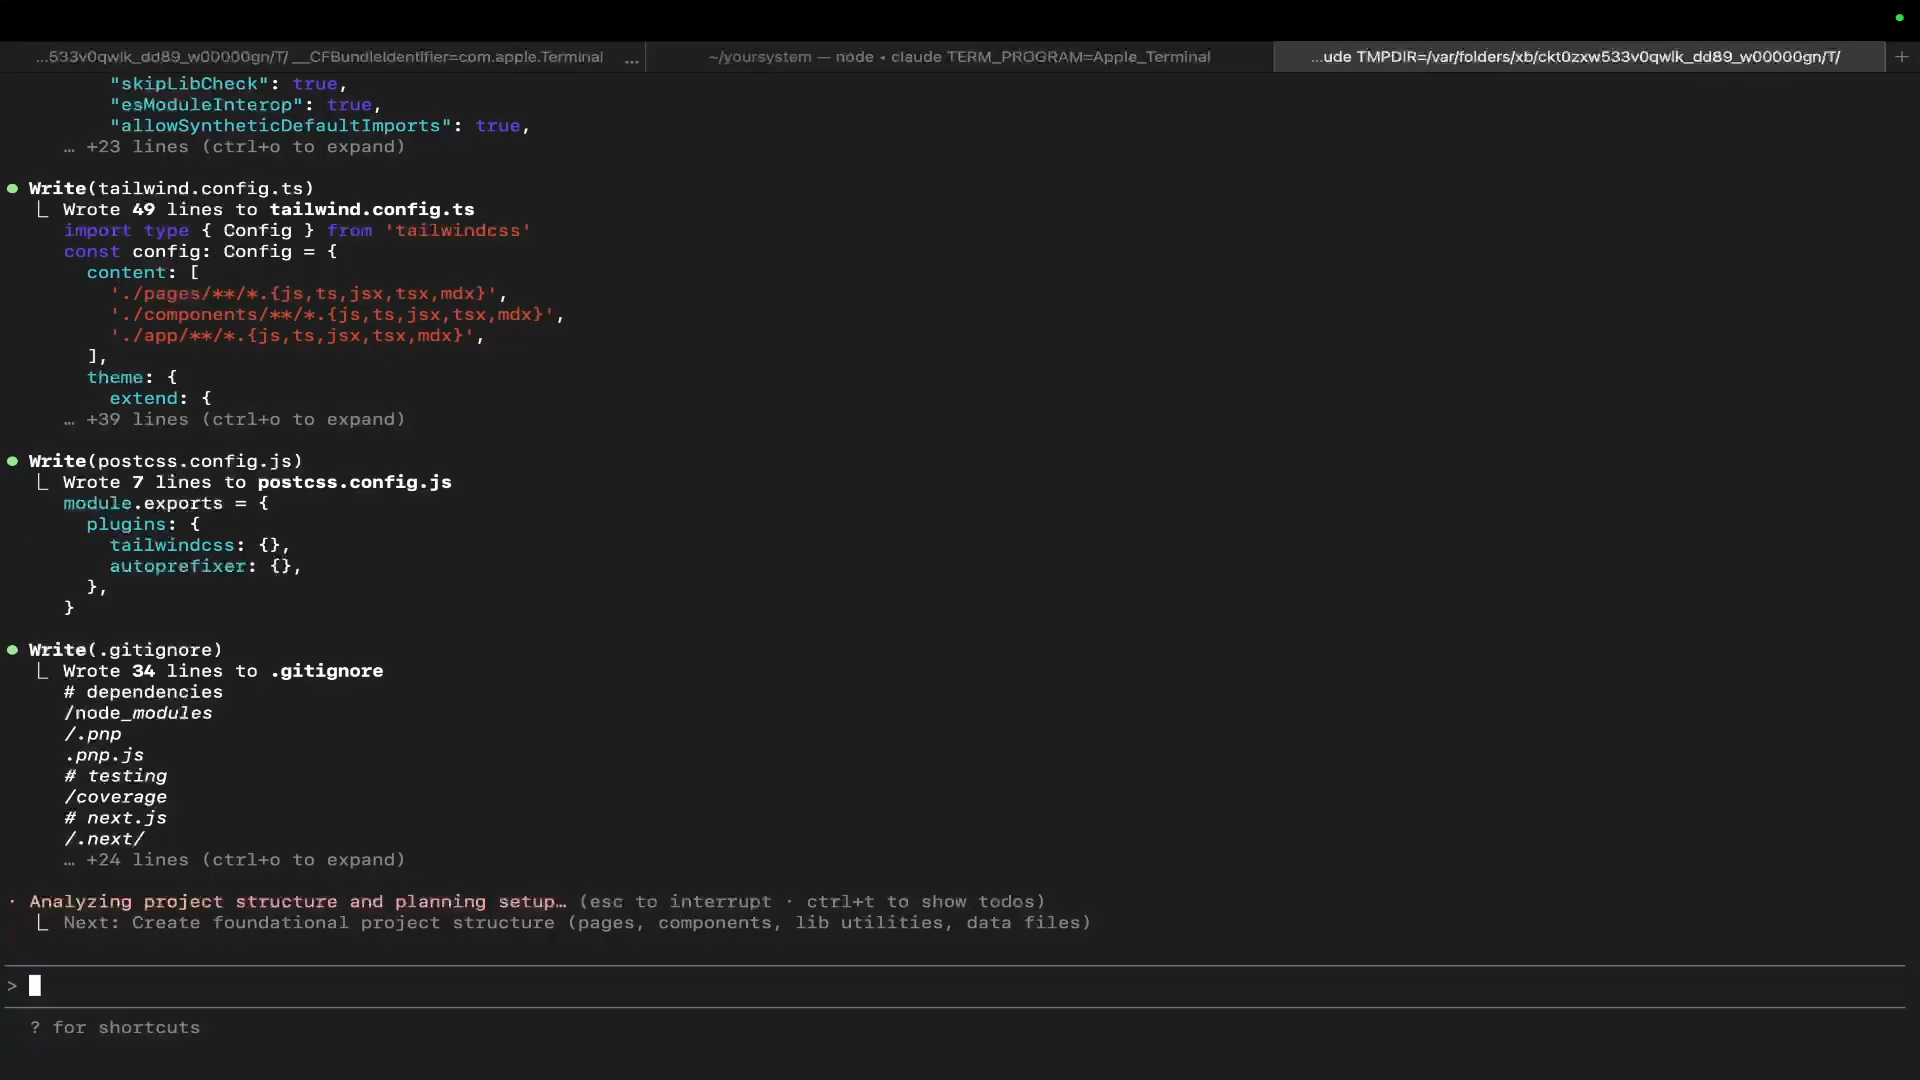 ...533v0qwlk_dd89_w00000gn/T/ __CFBundleIdentifier=com.apple.Terminal ...
~/yoursystem — node ◂ claude TERM_PROGRAM=Apple_Terminal
...ude TMPDIR=/var/folders/xb/ckt0zxw533v0qwlk_dd89_w00000gn/T/ +
"skipLibCheck": true,
"esModuleInterop": true,
"allowSyntheticDefaultImports": true,
… +23 lines (ctrl+o to expand)
● Write(tailwind.config.ts)
⎿ Wrote 49 lines to tailwind.config.ts
import type { Config } from 'tailwindcss'
const config: Config = {
content: [
'./pages/**/*.{js,ts,jsx,tsx,mdx}',
'./components/**/*.{js,ts,jsx,tsx,mdx}',
'./app/**/*.{js,ts,jsx,tsx,mdx}',
],
theme: {
extend: {
… +39 lines (ctrl+o to expand)
● Write(postcss.config.js)
⎿ Wrote 7 lines to postcss.config.js
module.exports = {
plugins: {
tailwindcss: {},
autoprefixer: {},
},
}
● Write(.gitignore)
⎿ Wrote 34 lines to .gitignore
# dependencies
/node_modules
/.pnp
.pnp.js
# testing
/coverage
# next.js
/.next/
… +24 lines (ctrl+o to expand)
· Analyzing project structure and planning setup… (esc to interrupt · ctrl+t to show todos)
⎿ Next: Create foundational project structure (pages, components, lib utilities, data files)
>
? for shortcuts